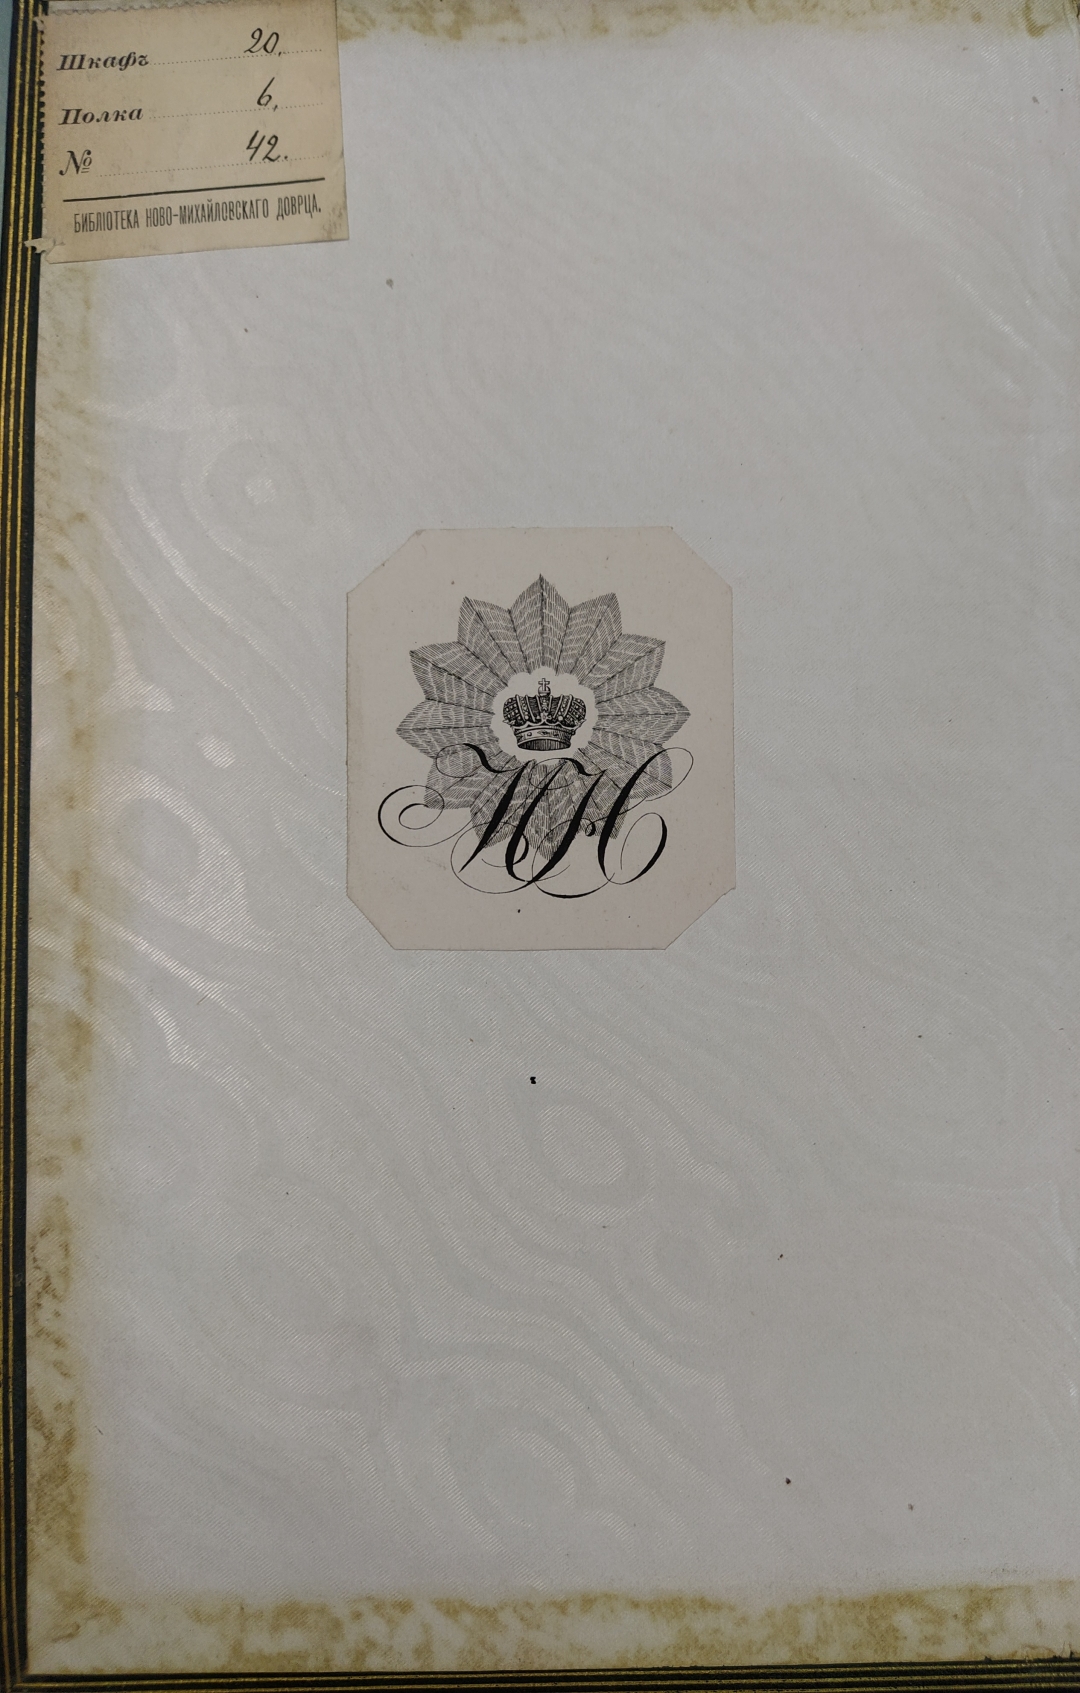 Шкафъ 20.
Полка 6.
№ 42.
БИБЛІОТЕКА НОВО-МИХАЙЛОВСКАГО ДОВРЦА.